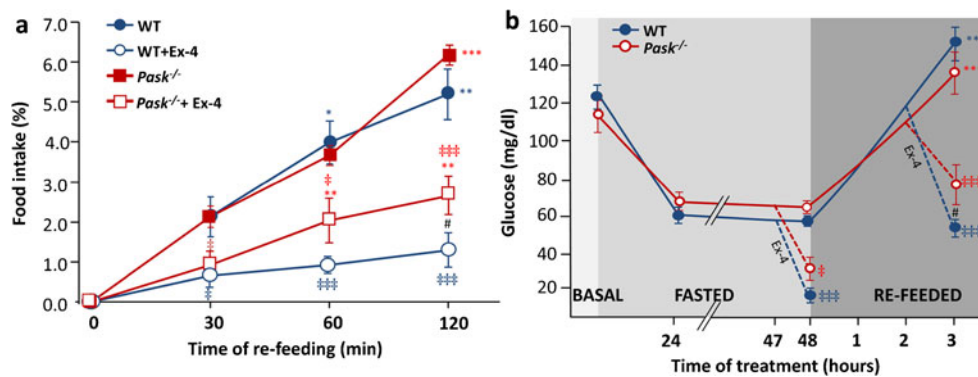 a
WT
WT+Ex-4
Pask-/-
Pask-/-+ Ex-4
Food intake (%)
7.0
6.0
5.0
4.0
3.0
2.0
1.0
0.0
***
**
*
‡‡‡
**
‡
**
#
‡
‡
‡‡‡
‡‡‡
0 30 60 120
Time of re-feeding (min)
b
WT
Pask-/-
Glucose (mg/dl)
160
140
120
100
80
60
40
20
**
**
Ex-4
‡‡‡
#
‡‡‡
Ex-4
‡
‡‡‡
BASAL FASTED RE-FEEDED
24 47 48 1 2 3
Time of treatment (hours)